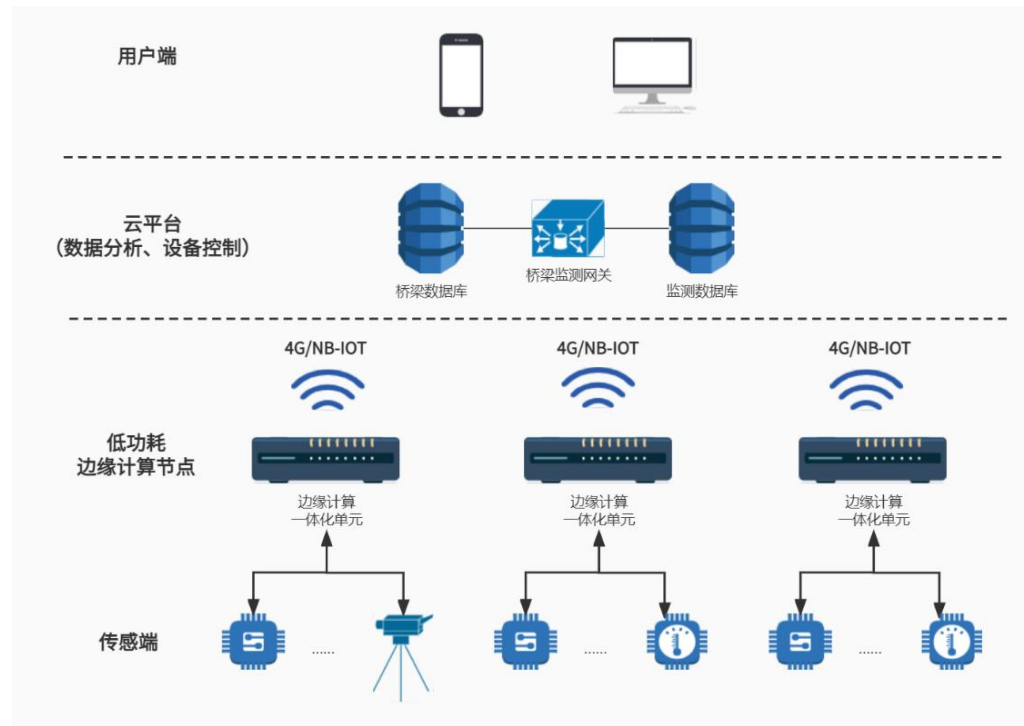 用户端
云平台
（数据分析、设备控制）
桥梁数据库
桥梁监测网关
监测数据库
4G/NB-IOT
4G/NB-IOT
4G/NB-IOT
低功耗
边缘计算节点
边缘计算
一体化单元
边缘计算
一体化单元
边缘计算
一体化单元
传感端
......
......
......